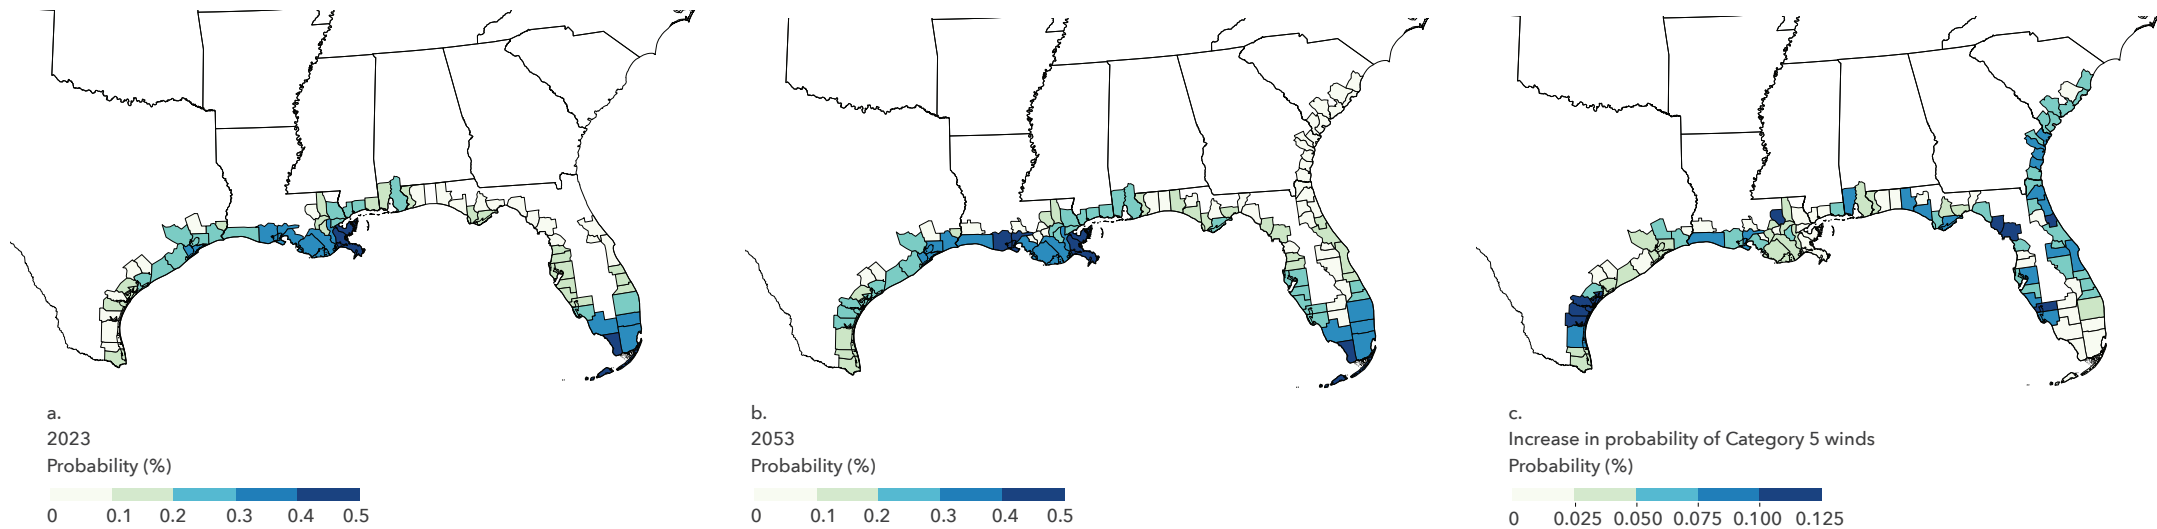 a.
2023
Probability (%)
0 0.1 0.2 0.3 0.4 0.5
b.
2053
Probability (%)
0 0.1 0.2 0.3 0.4 0.5
c.
Increase in probability of Category 5 winds
Probability (%)
0 0.025 0.050 0.075 0.100 0.125